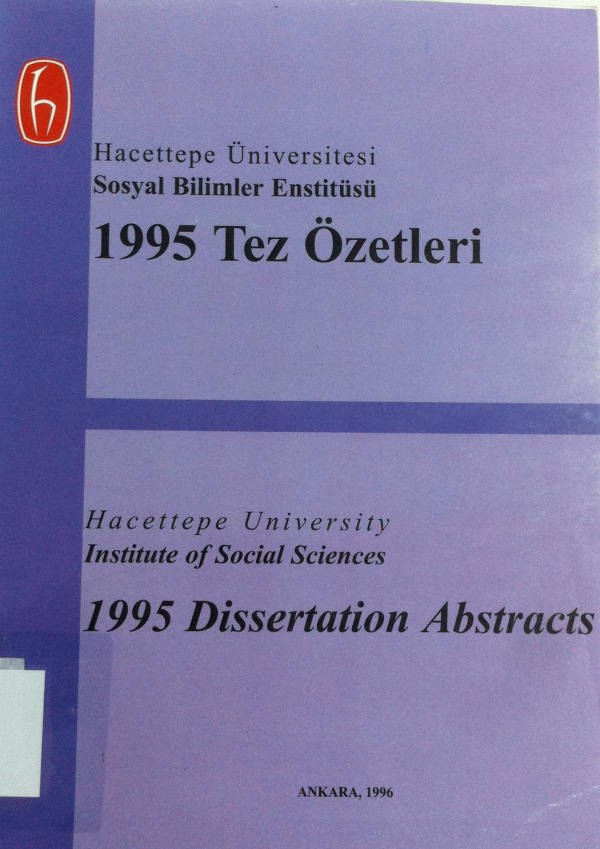 Hacettepe Üniversitesi
Sosyal Bilimler Enstitüsü
1995 Tez Özetleri
Hacettepe University
Institute of Social Sciences
1995 Dissertation Abstracts
ANKARA, 1996